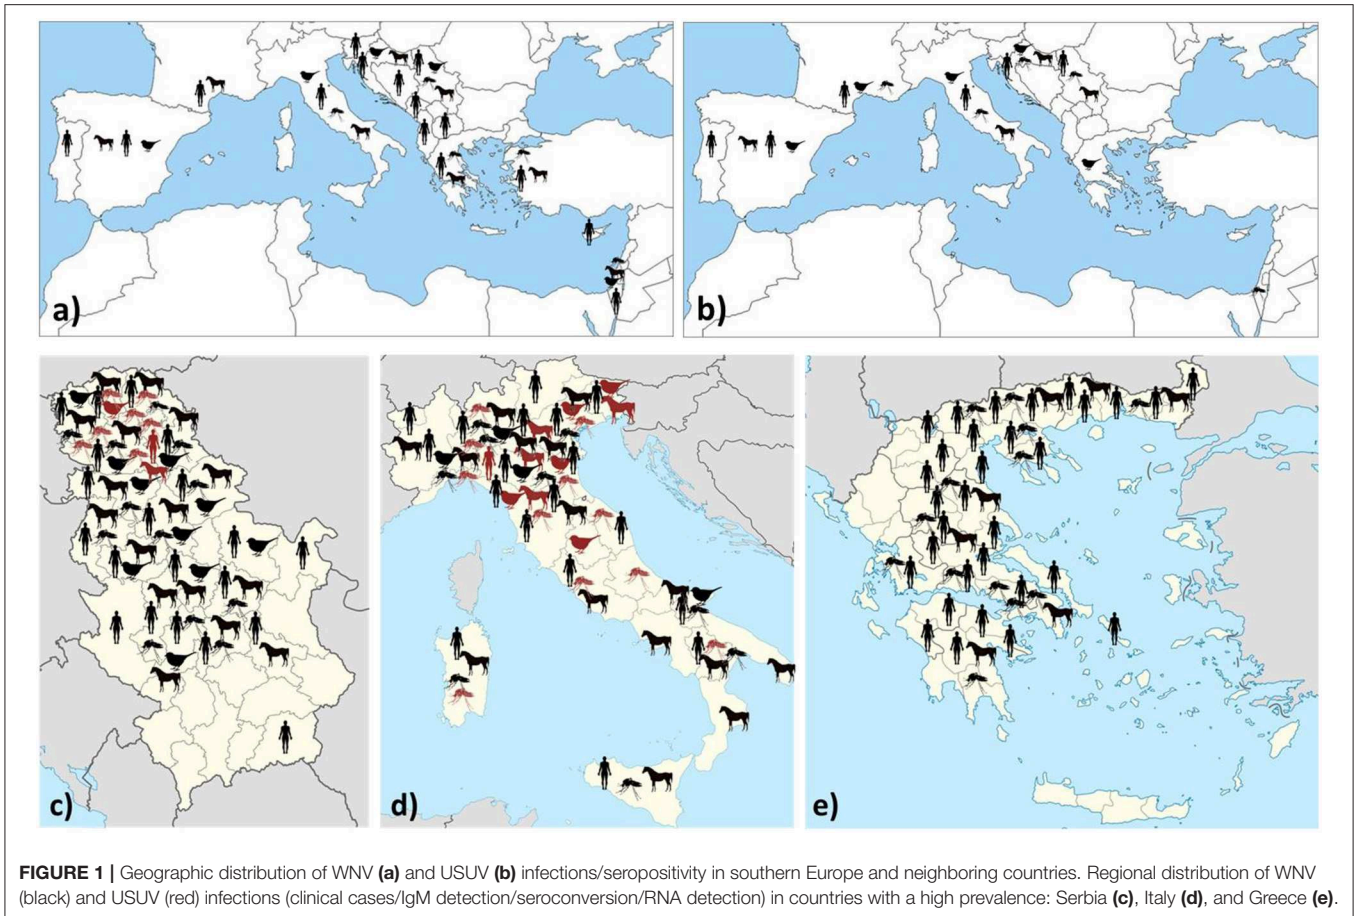 a)
b)
c)
d)
e)
FIGURE 1 | Geographic distribution of WNV (a) and USUV (b) infections/seropositivity in southern Europe and neighboring countries. Regional distribution of WNV
(black) and USUV (red) infections (clinical cases/IgM detection/seroconversion/RNA detection) in countries with a high prevalence: Serbia (c), Italy (d), and Greece (e).